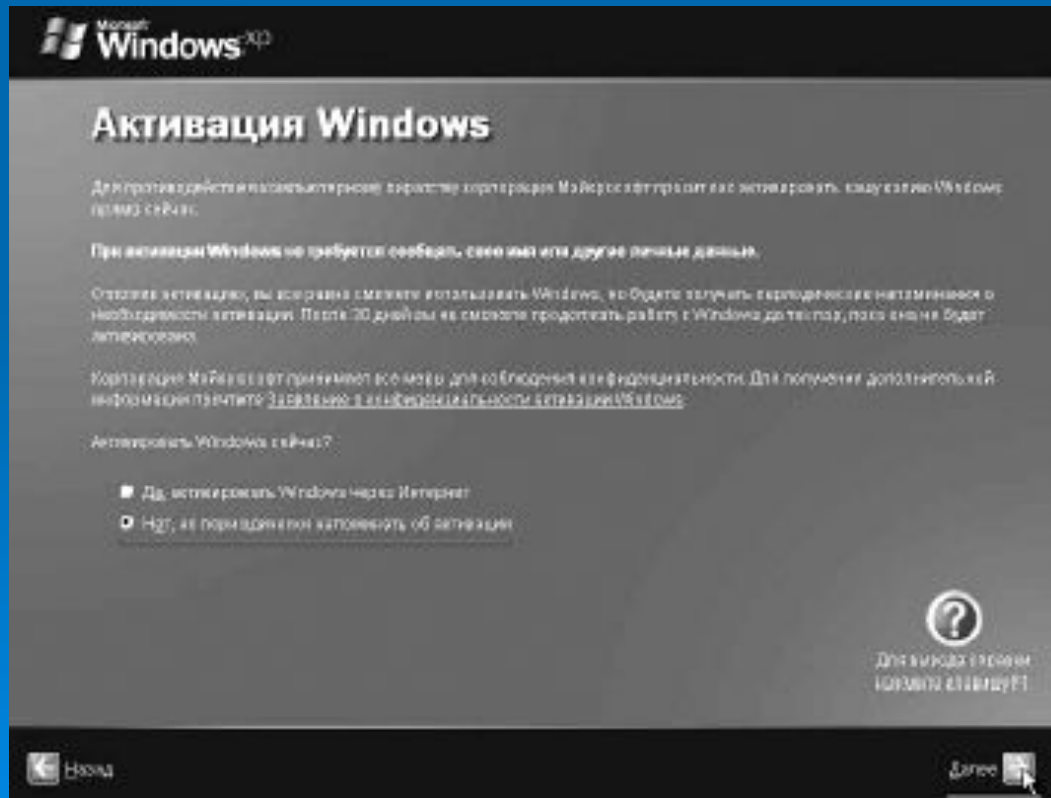 Microsoft
Windows xp
Активация Windows
Для противодействия компьютерному пиратству корпорация Майкрософт просит вас активировать вашу копию Windows
прямо сейчас.
При активации Windows не требуется сообщать свое имя или другие личные данные.
Отложив активацию, вы все равно сможете использовать Windows, но будете получать периодические напоминания о
необходимости активации. После 30 дней вы не сможете продолжать работу с Windows до тех пор, пока она не будет
активирована.
Корпорация Майкрософт принимает все меры для соблюдения конфиденциальности. Для получения дополнительной
информации прочтите Заявление о конфиденциальности активации Windows
Активировать Windows сейчас?
Да, активировать Windows через Интернет
Нет, но периодически напоминать об активации
Для вывода справки
нажмите клавишу F1
Назад
Далее